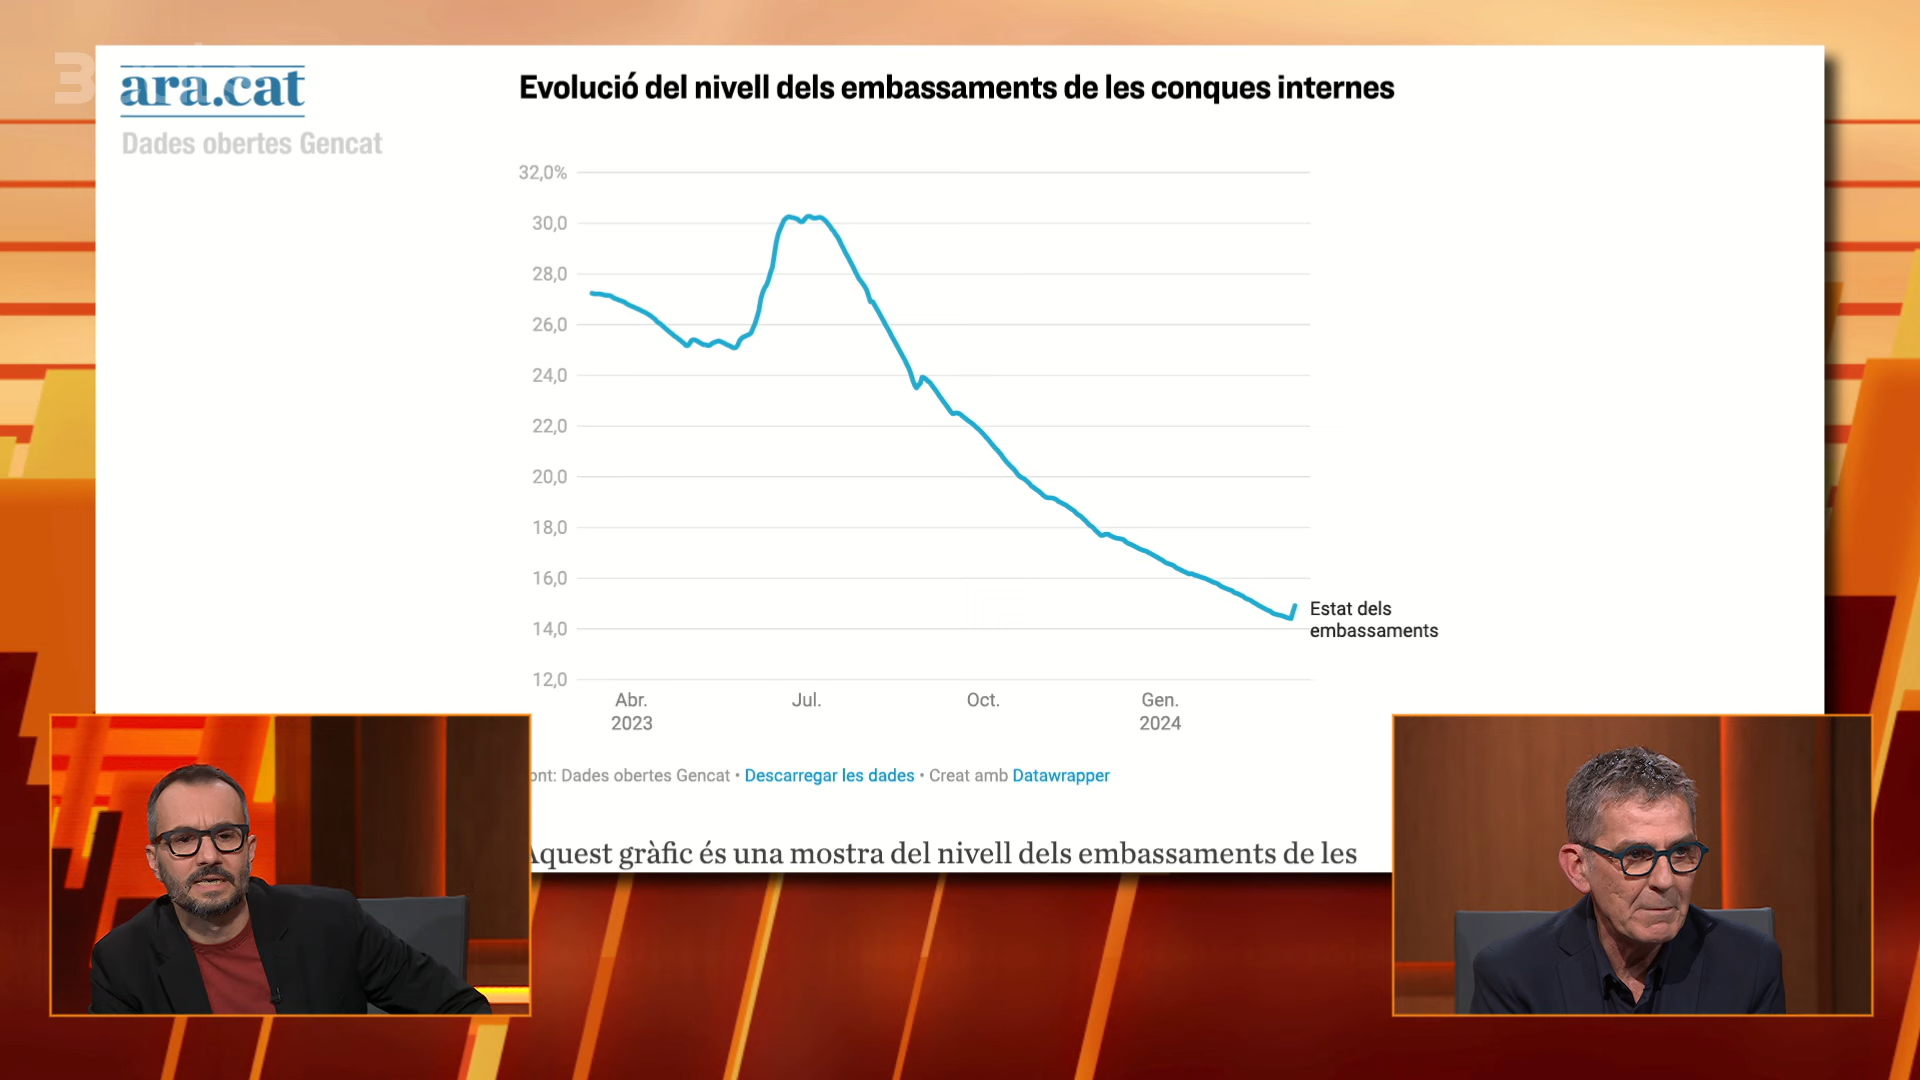 3
ara.cat
Dades obertes Gencat
Evolució del nivell dels embassaments de les conques internes
32,0%
30,0
28,0
26,0
24,0
22,0
20,0
18,0
16,0
14,0
12,0
Estat dels
embassaments
Abr.
2023
Jul.
Oct.
Gen.
2024
ont: Dades obertes Gencat • Descarregar les dades • Creat amb Datawrapper
Aquest gràfic és una mostra del nivell dels embassaments de les